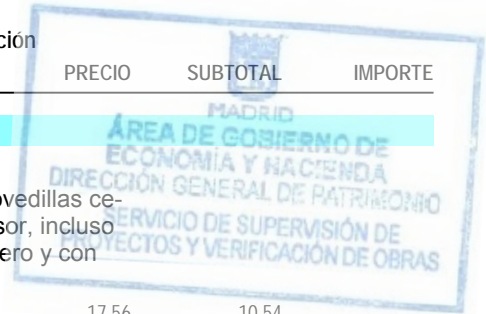 ción
PRECIO SUBTOTAL IMPORTE
MADRID
ÁREA DE GOBIERNO DE
ECONOMÍA Y HACIENDA
DIRECCIÓN GENERAL DE PATRIMONIO
ovedillas ce-
SERVICIO DE SUPERVISIÓN DE
sor, incluso
PROYECTOS Y VERIFICACIÓN DE OBRAS
ero y con
17,56 10,54